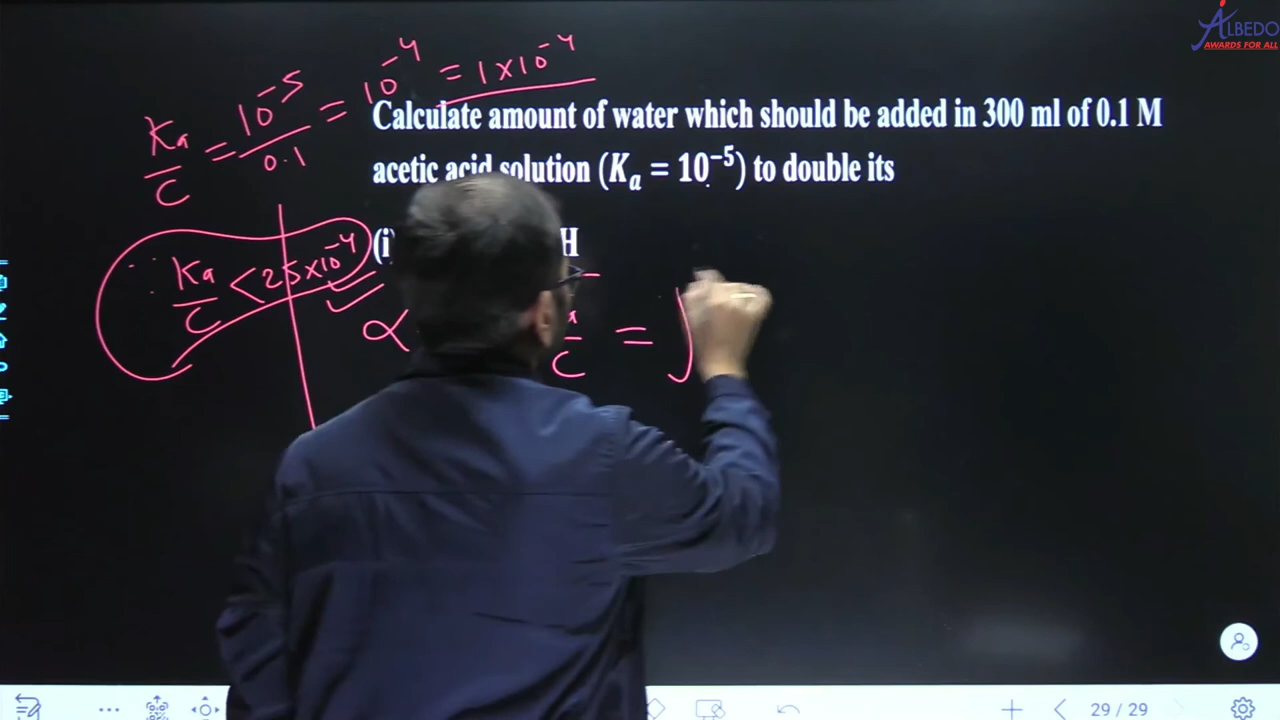 ALBEDO
AWARDS FOR ALL
Ka/C = 10⁻⁵/0.1 = 10⁻⁴ = 1×10⁻⁴
Calculate amount of water which should be added in 300 ml of 0.1 M
acetic acid solution (Kₐ = 10⁻⁵) to double its
(i) H
∵ Ka/C < 25×10⁻⁴
α C = √
29 / 29